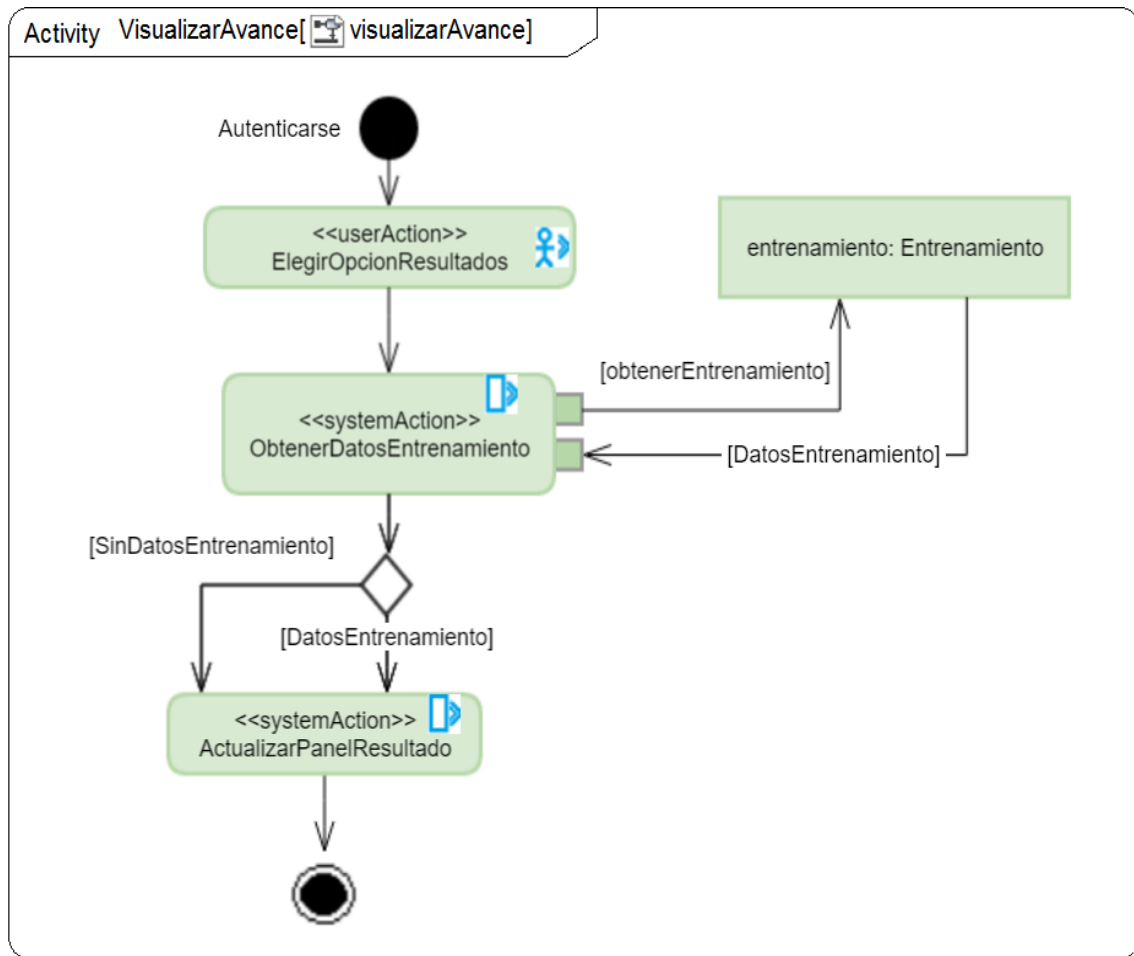 Activity VisualizarAvance[ visualizarAvance]
Autenticarse
<<userAction>>
ElegirOpcionResultados
entrenamiento: Entrenamiento
[obtenerEntrenamiento]
<<systemAction>>
ObtenerDatosEntrenamiento
[DatosEntrenamiento]
[SinDatosEntrenamiento]
[DatosEntrenamiento]
<<systemAction>>
ActualizarPanelResultado